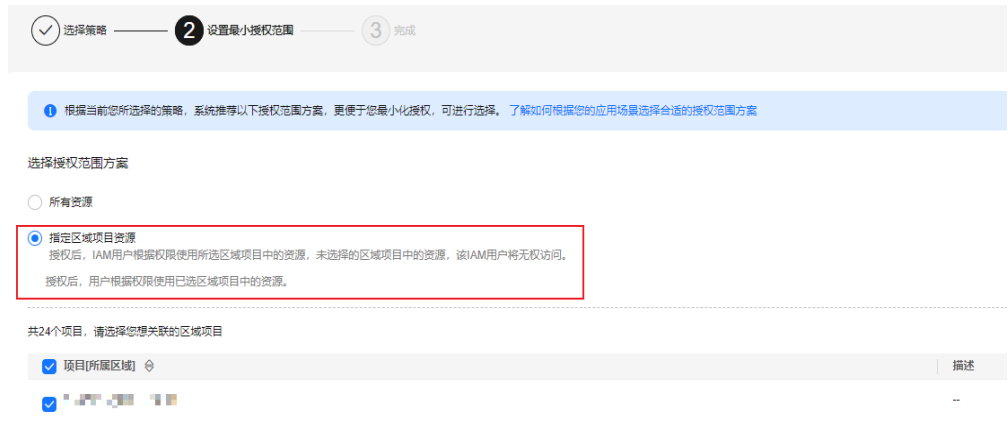 选择策略 2 设置最小授权范围 3 完成
根据当前您所选择的策略，系统推荐以下授权范围方案，更便于您最小化授权，可进行选择。 了解如何根据您的应用场景选择合适的授权范围方案
选择授权范围方案
所有资源
指定区域项目资源
授权后，IAM用户根据权限使用所选区域项目中的资源，未选择的区域项目中的资源，该IAM用户将无权访问。
授权后，用户根据权限使用已选区域项目中的资源。
共24个项目，请选择您想关联的区域项目
项目[所属区域] 描述
--